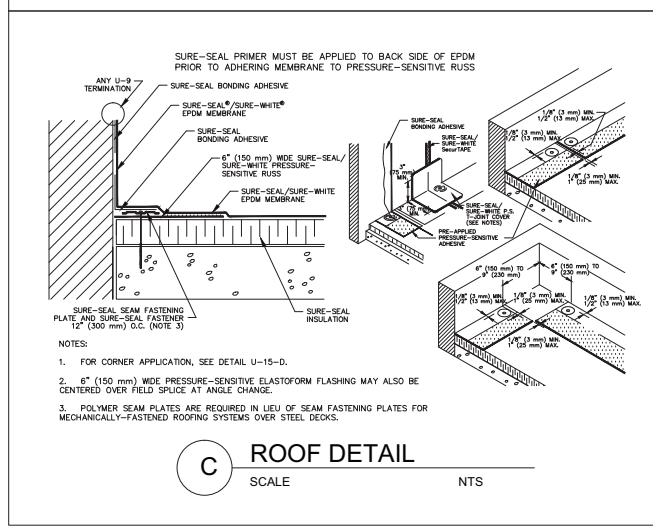 SURE-SEAL PRIMER MUST BE APPLIED TO BACK SIDE OF EPDM
PRIOR TO ADHERING MEMBRANE TO PRESSURE-SENSITIVE RUSS
ANY U-9
TERMINATION
SURE-SEAL BONDING ADHESIVE
SURE-SEAL®/SURE-WHITE®
EPDM MEMBRANE
SURE-SEAL
BONDING ADHESIVE
6" (150 mm) WIDE SURE-SEAL/
SURE-WHITE PRESSURE-
SENSITIVE RUSS
SURE-SEAL/SURE-WHITE
EPDM MEMBRANE
SURE-SEAL
INSULATION
SURE-SEAL SEAM FASTENING
PLATE AND SURE-SEAL FASTENER
12" (300 mm) O.C. (NOTE 3)
SURE-SEAL
BONDING ADHESIVE
SURE-SEAL/
SURE-WHITE
SecurTAPE
3"
(75 mm)
MIN.
3"
(75 mm)
MIN.
SURE-SEAL/
SURE-WHITE P.S.
T-JOINT COVER
(SEE NOTES)
PRE-APPLIED
PRESSURE-SENSITIVE
ADHESIVE
1/8" (3 mm) MIN.
1/2" (13 mm) MAX.
1/8" (3 mm) MIN.
1/2" (13 mm) MAX.
1/8" (3 mm) MIN.
1" (25 mm) MAX.
6" (150 mm) TO
9" (230 mm)
6" (150 mm) TO
9" (230 mm)
1/8" (3 mm) MIN.
1/2" (13 mm) MAX.
1/8" (3 mm) MIN.
1" (25 mm) MAX.
1/8" (3 mm) MIN.
1/2" (13 mm) MAX.
1/8" (3 mm) MIN.
1" (25 mm) MAX.
NOTES:
1. FOR CORNER APPLICATION, SEE DETAIL U-15-D.
2. 6" (150 mm) WIDE PRESSURE-SENSITIVE ELASTOFORM FLASHING MAY ALSO BE
CENTERED OVER FIELD SPLICE AT ANGLE CHANGE.
3. POLYMER SEAM PLATES ARE REQUIRED IN LIEU OF SEAM FASTENING PLATES FOR
MECHANICALLY-FASTENED ROOFING SYSTEMS OVER STEEL DECKS.
C
ROOF DETAIL
SCALE NTS